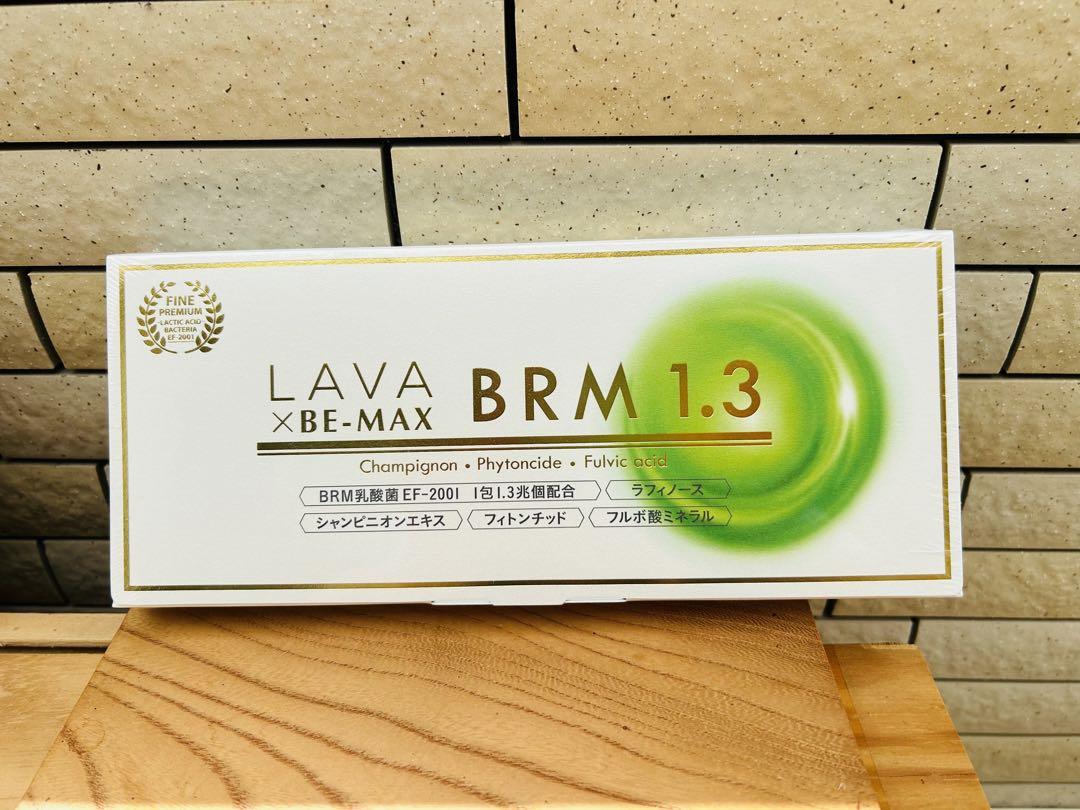 FINE
PREMIUM
LACTIC ACID
BACTERIA
EF-2001
LAVA
×BE-MAX
BRM 1.3
Champignon • Phytoncide • Fulvic acid
BRM乳酸菌EF-2001 1包1.3兆個配合
ラフィノース
シャンピニオンエキス
フィトンチッド
フルボ酸ミネラル